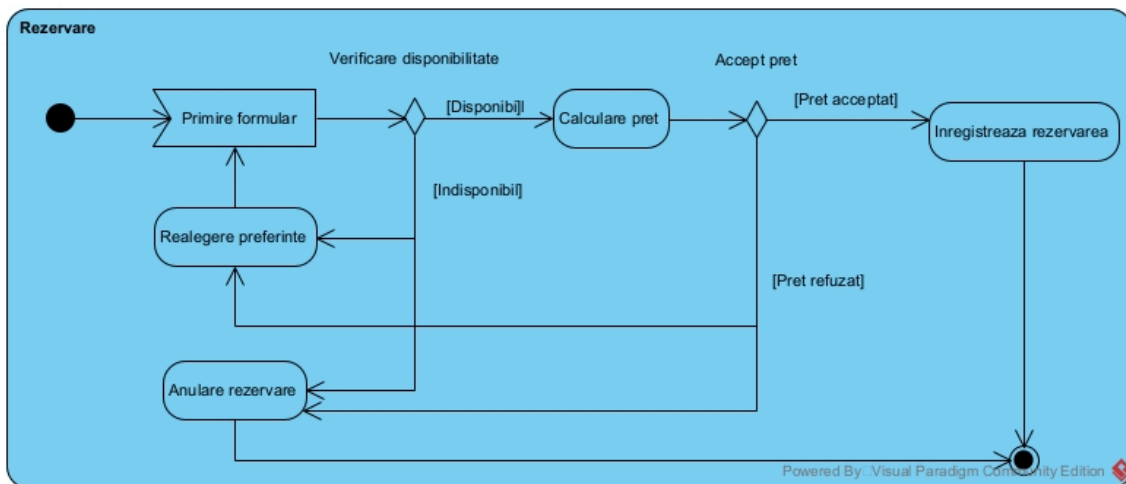 Rezervare
Verificare disponibilitate
Accept pret
[Disponibi]l
[Pret acceptat]
Primire formular
Calculare pret
Inregistreaza rezervarea
[Indisponibil]
Realegere preferinte
[Pret refuzat]
Anulare rezervare
Powered By Visual Paradigm Community Edition